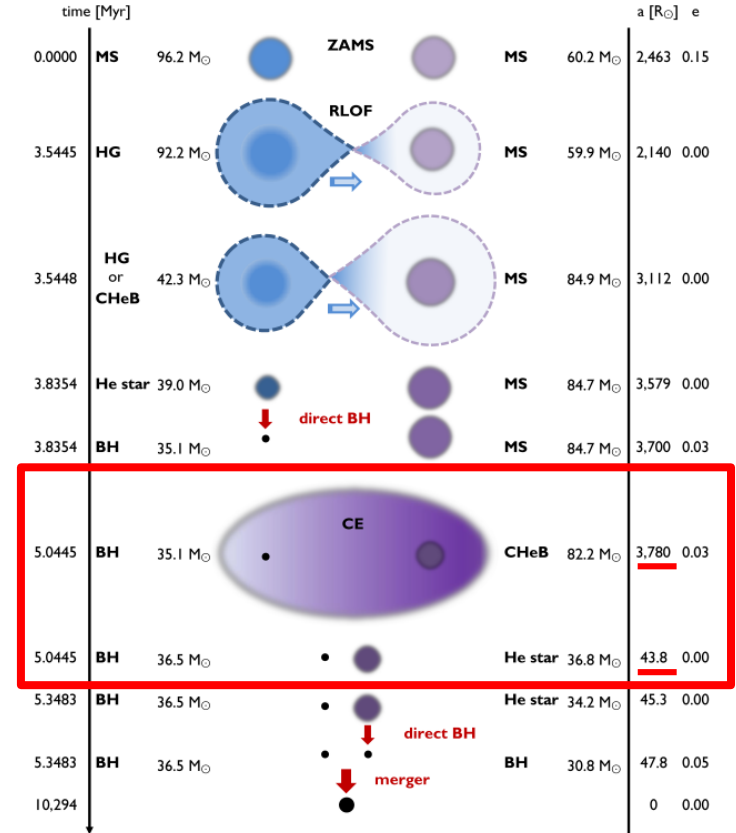 time [Myr] a [R☉] e
ZAMS
0.0000 MS 96.2 M☉ MS 60.2 M☉ 2,463 0.15
RLOF
3.5445 HG 92.2 M☉ MS 59.9 M☉ 2,140 0.00
HG
or
CHeB
3.5448 42.3 M☉ MS 84.9 M☉ 3,112 0.00
3.8354 He star 39.0 M☉ MS 84.7 M☉ 3,579 0.00
direct BH
3.8354 BH 35.1 M☉ MS 84.7 M☉ 3,700 0.03
CE
5.0445 BH 35.1 M☉ CHeB 82.2 M☉ 3,780 0.03
5.0445 BH 36.5 M☉ He star 36.8 M☉ 43.8 0.00
5.3483 BH 36.5 M☉ He star 34.2 M☉ 45.3 0.00
direct BH
5.3483 BH 36.5 M☉ BH 30.8 M☉ 47.8 0.05
merger
10,294 0 0.00